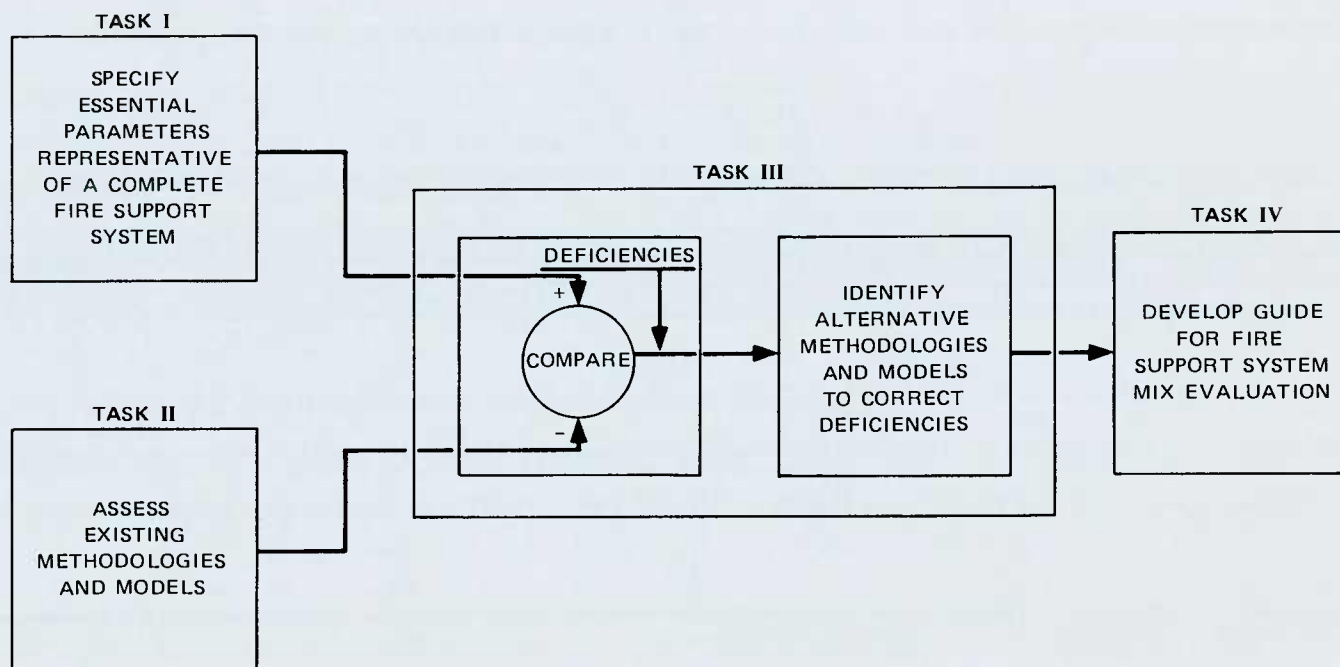 TASK I
SPECIFY
ESSENTIAL
PARAMETERS
REPRESENTATIVE
OF A COMPLETE
FIRE SUPPORT
SYSTEM
TASK II
ASSESS
EXISTING
METHODOLOGIES
AND MODELS
TASK III
DEFICIENCIES
+
COMPARE
-
IDENTIFY
ALTERNATIVE
METHODOLOGIES
AND MODELS
TO CORRECT
DEFICIENCIES
TASK IV
DEVELOP GUIDE
FOR FIRE
SUPPORT SYSTEM
MIX EVALUATION